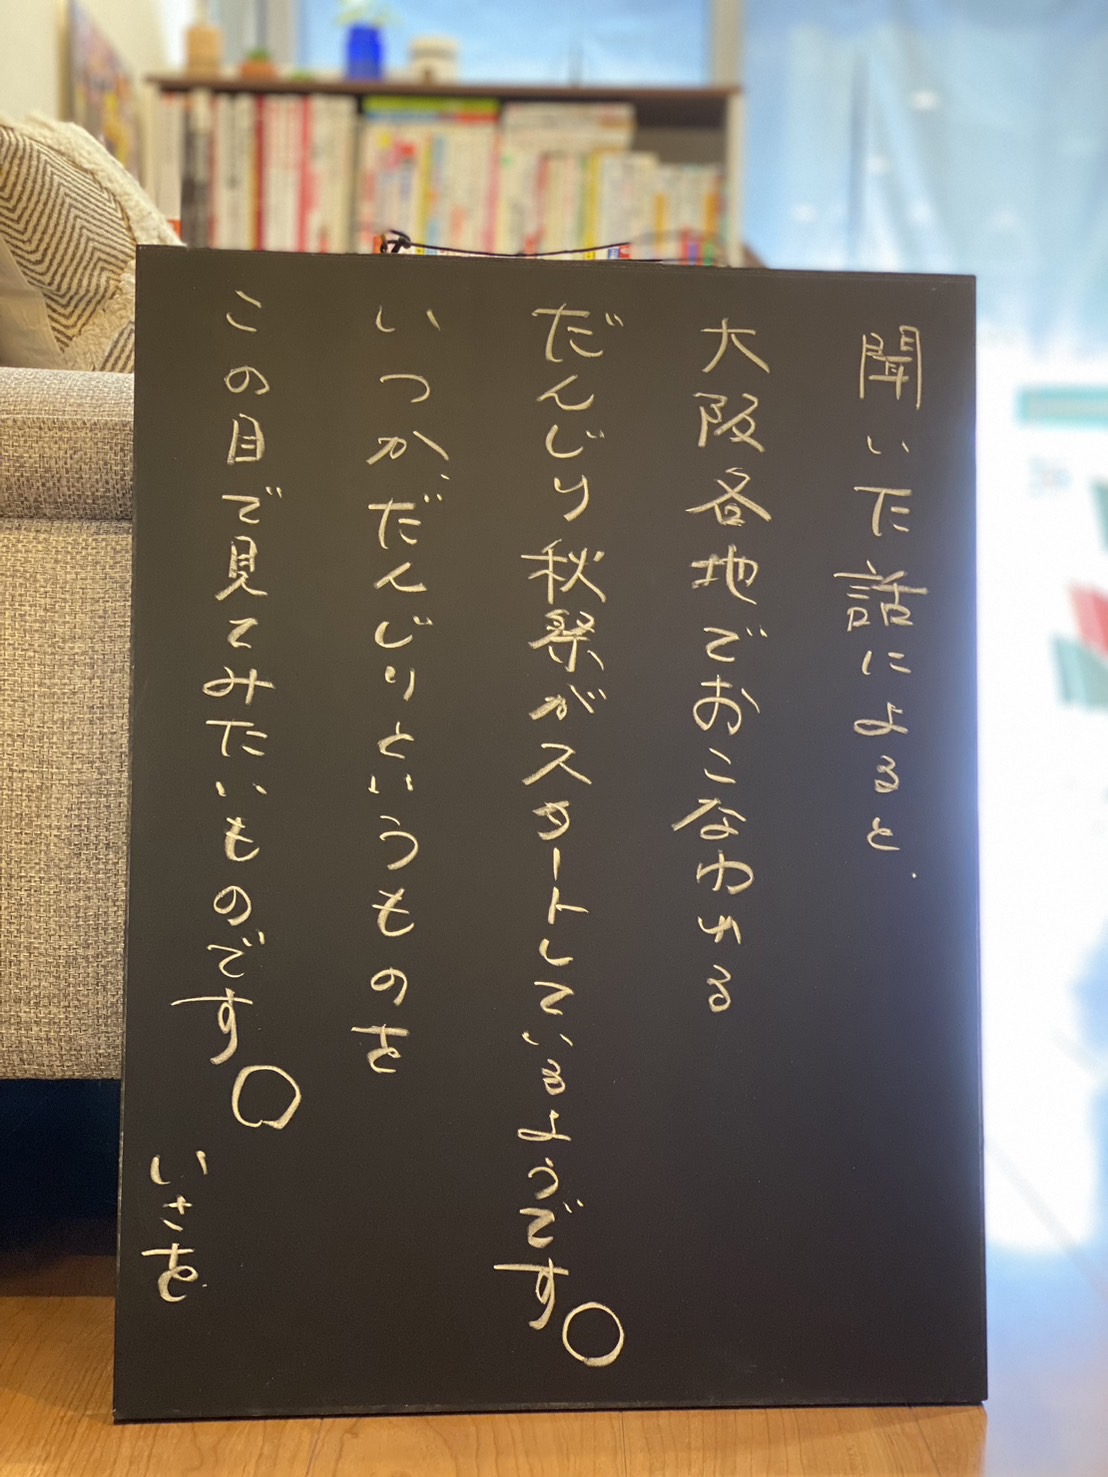 聞いた話によると、
大阪各地でおこなわれる
だんじり秋祭がスタートしているようです。
いつか、だんじりというものを
この目で見てみたいものです。
いさを